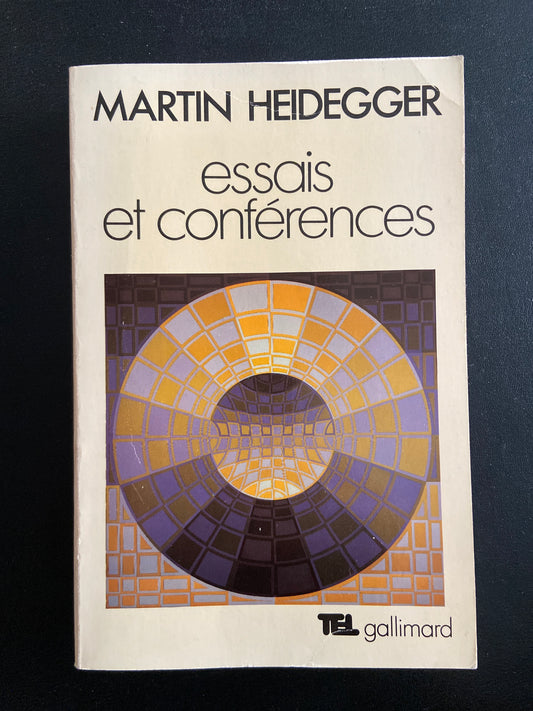 MARTIN HEIDEGGER
essais
et conférences
TEL gallimard